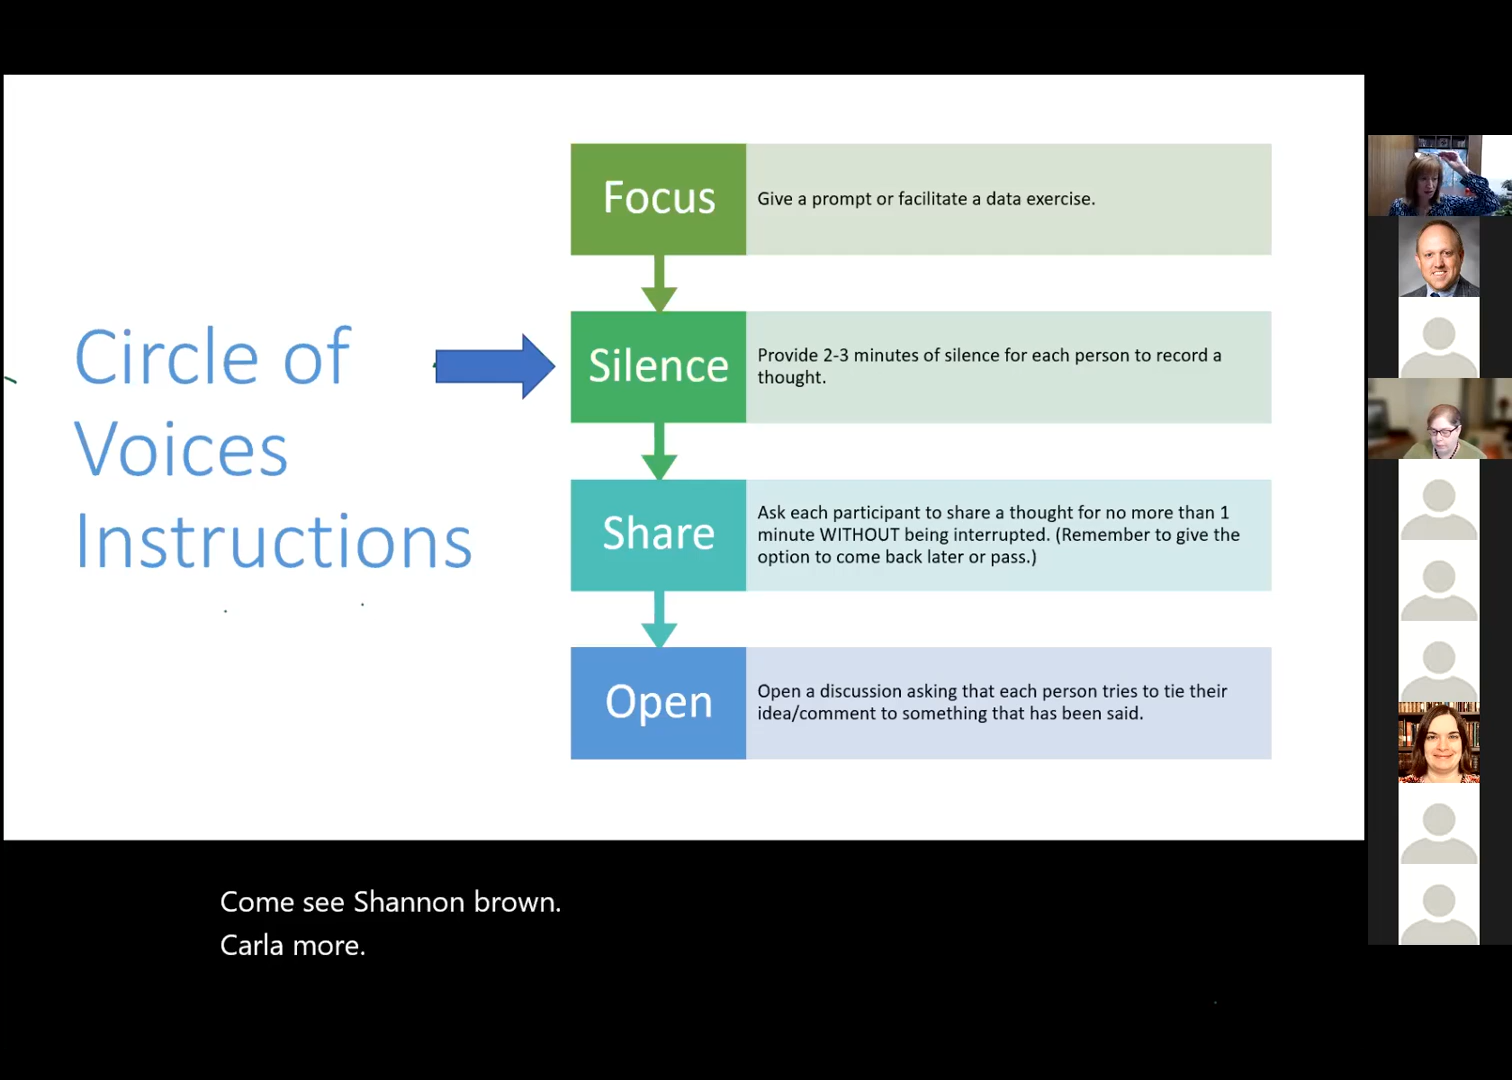 Circle of
Voices
Instructions
Focus
Give a prompt or facilitate a data exercise.
Silence
Provide 2-3 minutes of silence for each person to record a
thought.
Share
Ask each participant to share a thought for no more than 1
minute WITHOUT being interrupted. (Remember to give the
option to come back later or pass.)
Open
Open a discussion asking that each person tries to tie their
idea/comment to something that has been said.
Come see Shannon brown.
Carla more.